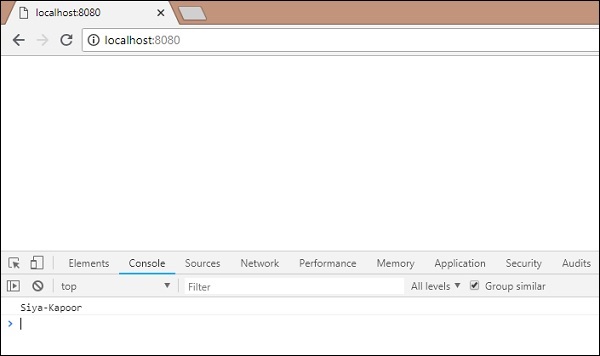 localhost:8080
localhost:8080
Elements Console Sources Network Performance Memory Application Security Audits
top Filter All levels Group similar
Siya-Kapoor